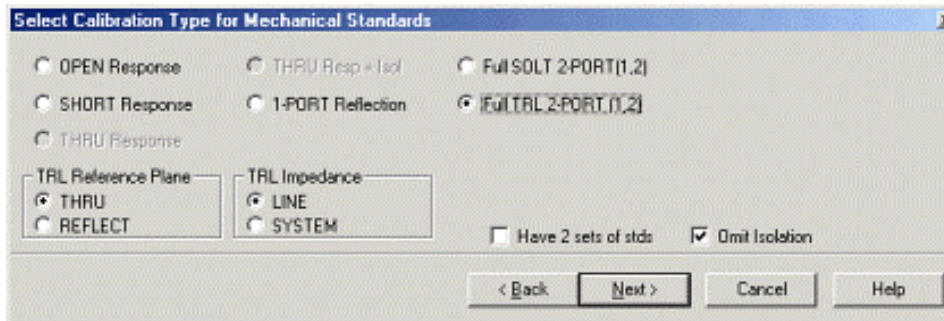 Select Calibration Type for Mechanical Standards
OPEN Response
THRU Resp + Isol
Full SOLT 2-PORT(1,2)
SHORT Response
1-PORT Reflection
Full TRL 2-PORT (1,2)
THRU Response
TRL Reference Plane
THRU
REFLECT
TRL Impedance
LINE
SYSTEM
Have 2 sets of stds
Omit Isolation
< Back
Next >
Cancel
Help